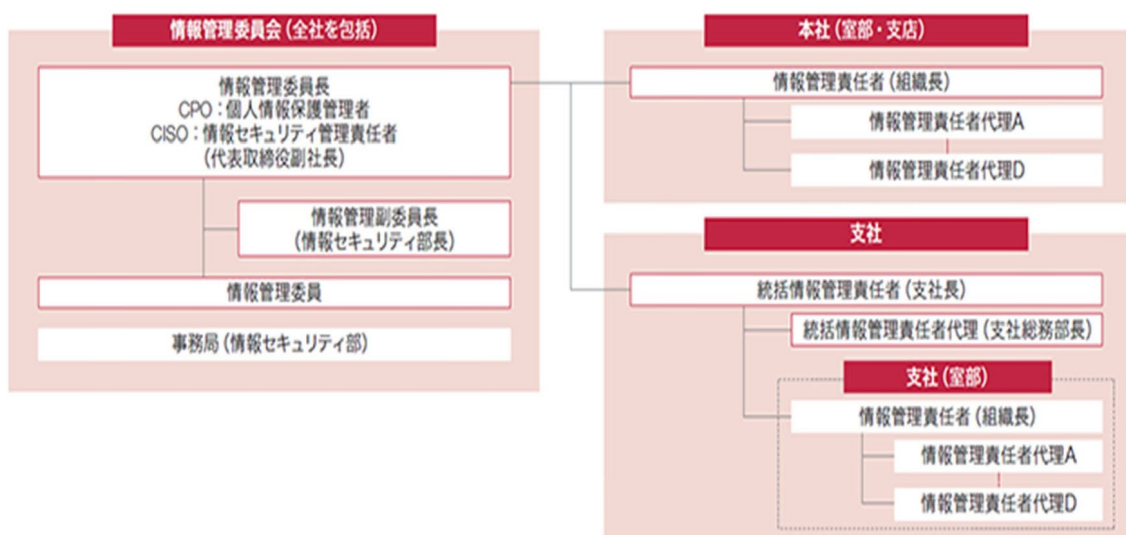 情報管理委員会(全社を包括)
情報管理委員長
CPO:個人情報保護管理者
CISO:情報セキュリティ管理責任者
(代表取締役副社長)
情報管理副委員長
(情報セキュリティ部長)
情報管理委員
事務局(情報セキュリティ部)
本社(室部・支店)
情報管理責任者(組織長)
情報管理責任者代理A
情報管理責任者代理D
支社
統括情報管理責任者(支社長)
統括情報管理責任者代理(支社総務部長)
支社(室部)
情報管理責任者(組織長)
情報管理責任者代理A
情報管理責任者代理D